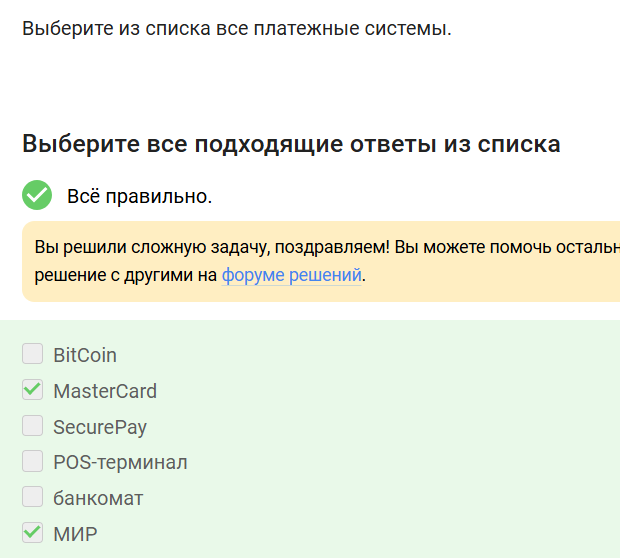 Выберите из списка все платежные системы.
Выберите все подходящие ответы из списка
Всё правильно.
Вы решили сложную задачу, поздравляем! Вы можете помочь
решение с другими на форуме решений.
BitCoin
MasterCard
SecurePay
POS-терминал
банкомат
МИР